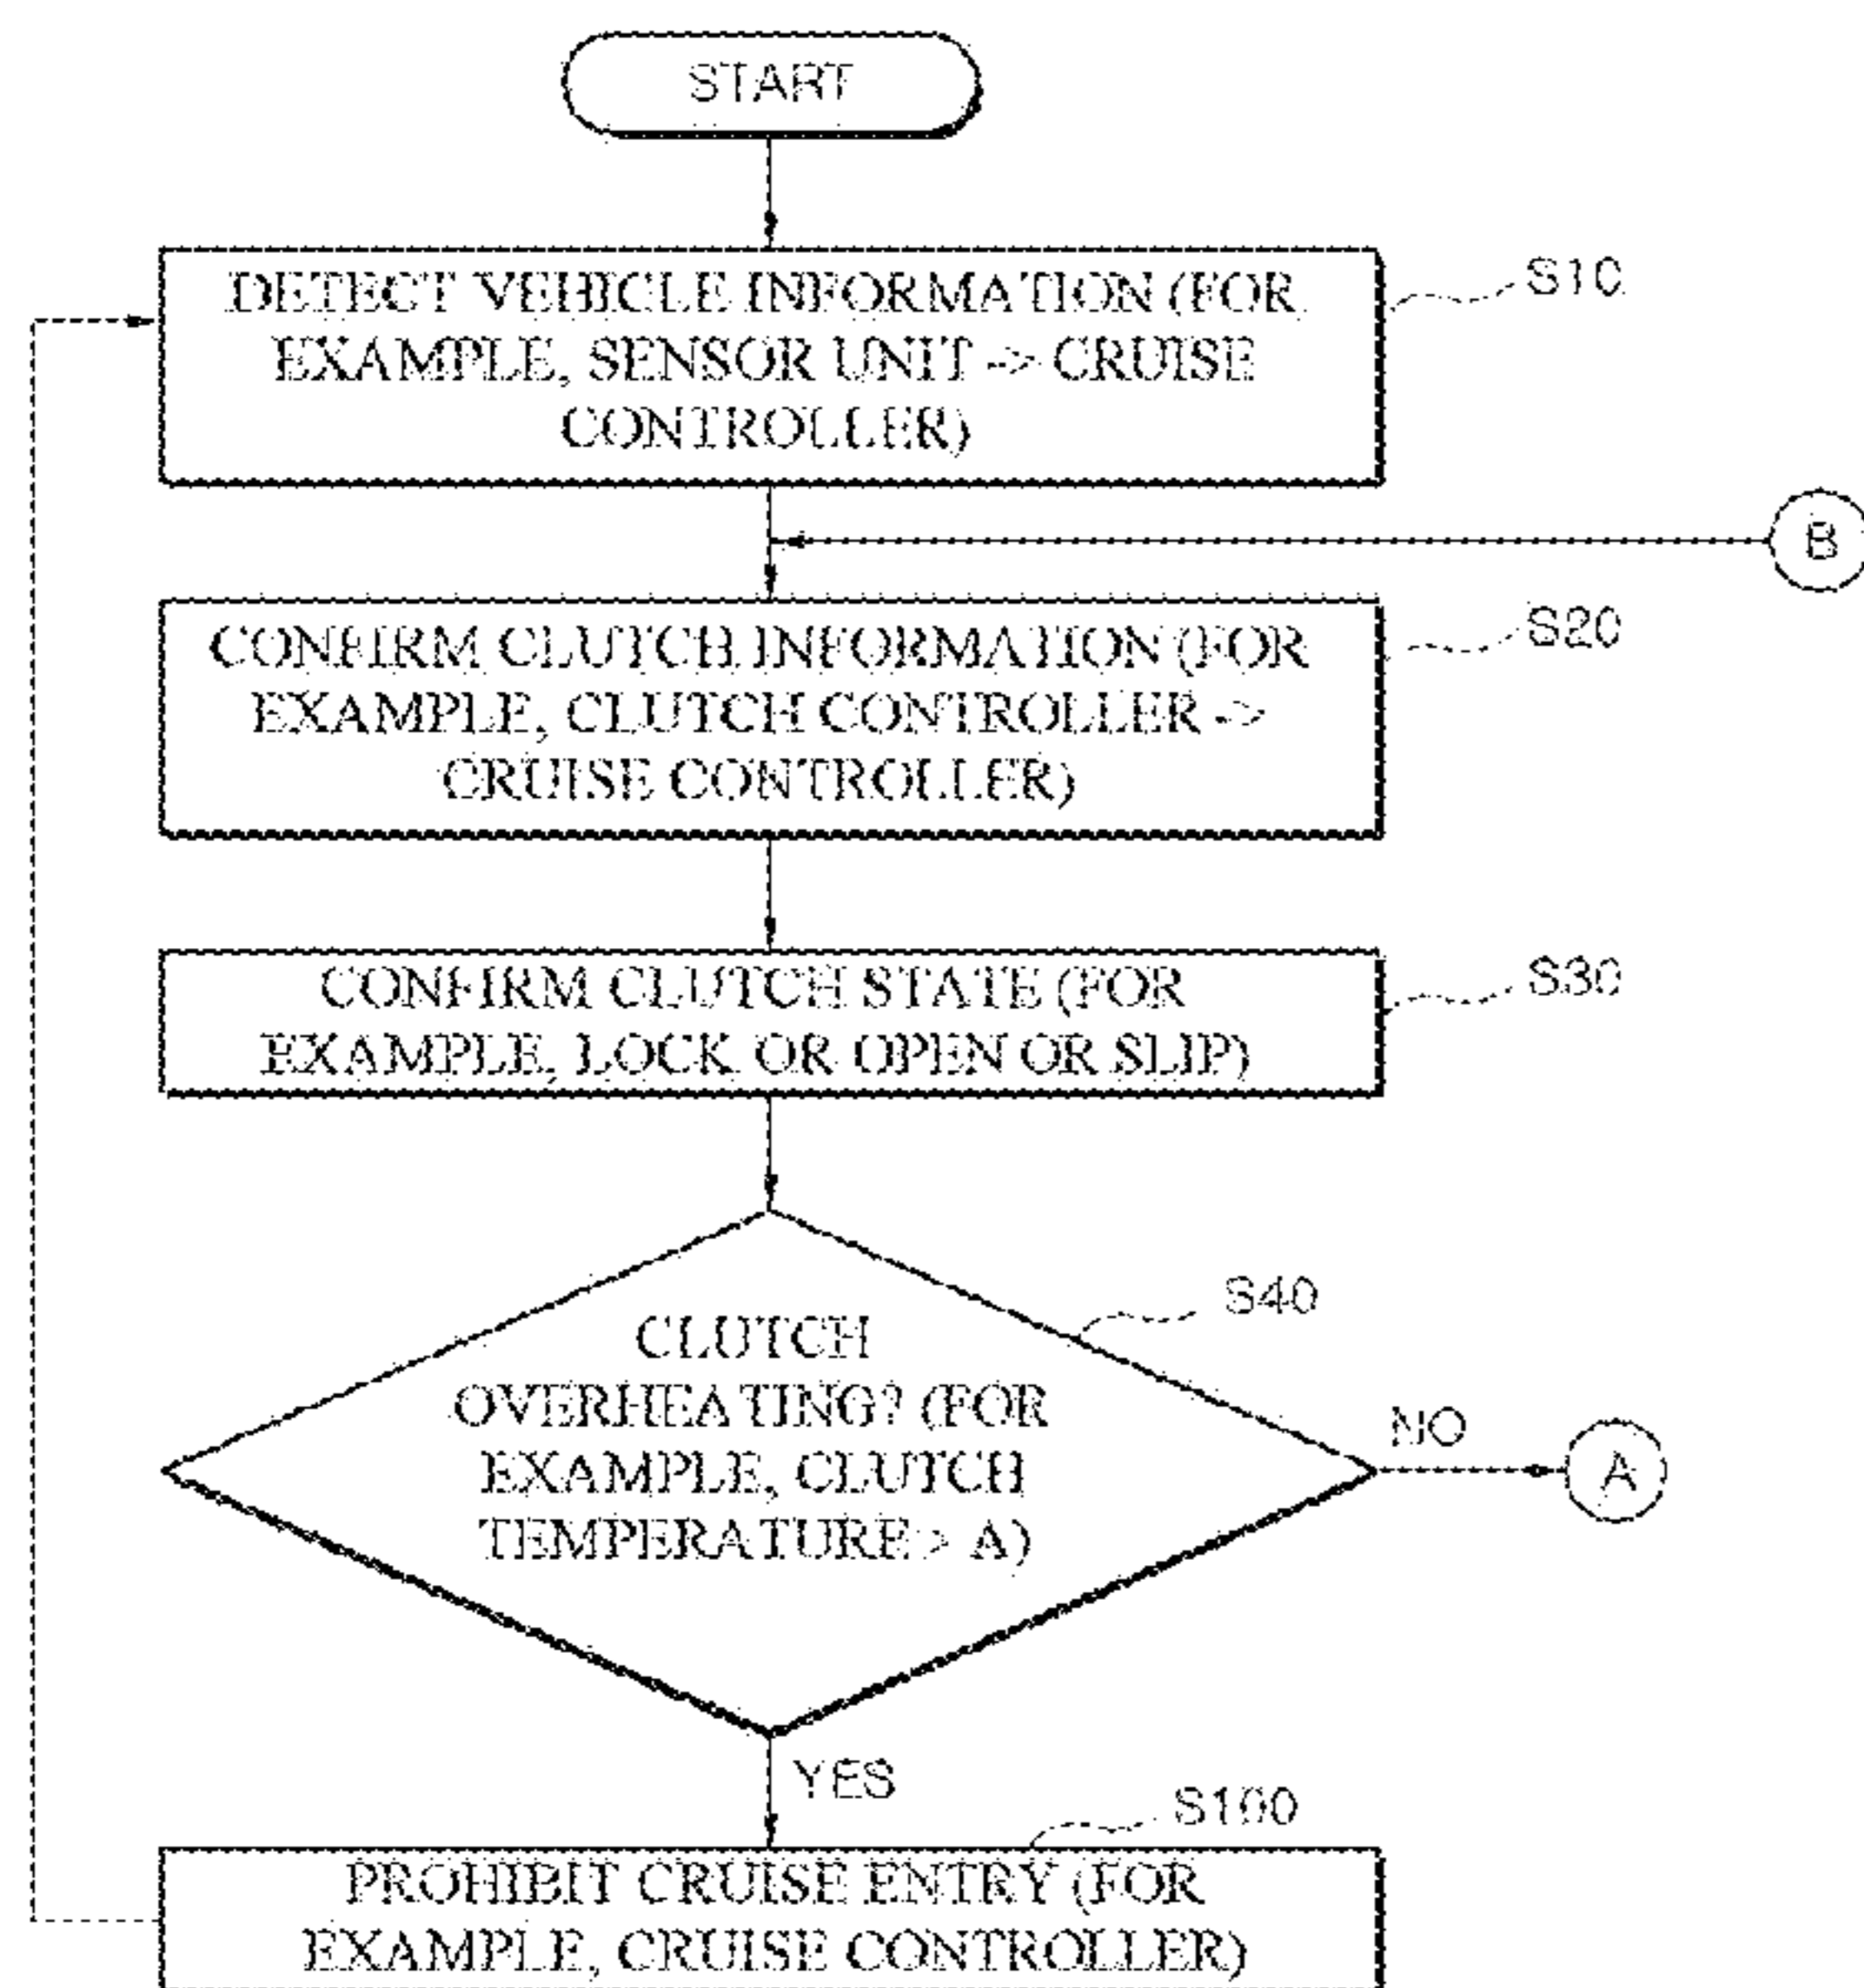 START
DETECT VEHICLE INFORMATION (FOR
EXAMPLE, SENSOR UNIT -> CRUISE
CONTROLLER)
S10
B
CONFIRM CLUTCH INFORMATION (FOR
EXAMPLE, CLUTCH CONTROLLER ->
CRUISE CONTROLLER)
S20
CONFIRM CLUTCH STATE (FOR
EXAMPLE, LOCK OR OPEN OR SLIP)
S30
CLUTCH
OVERHEATING? (FOR
EXAMPLE, CLUTCH
TEMPERATURE > A)
S40
NO
A
YES
S100
PROHIBIT CRUISE ENTRY (FOR
EXAMPLE, CRUISE CONTROLLER)